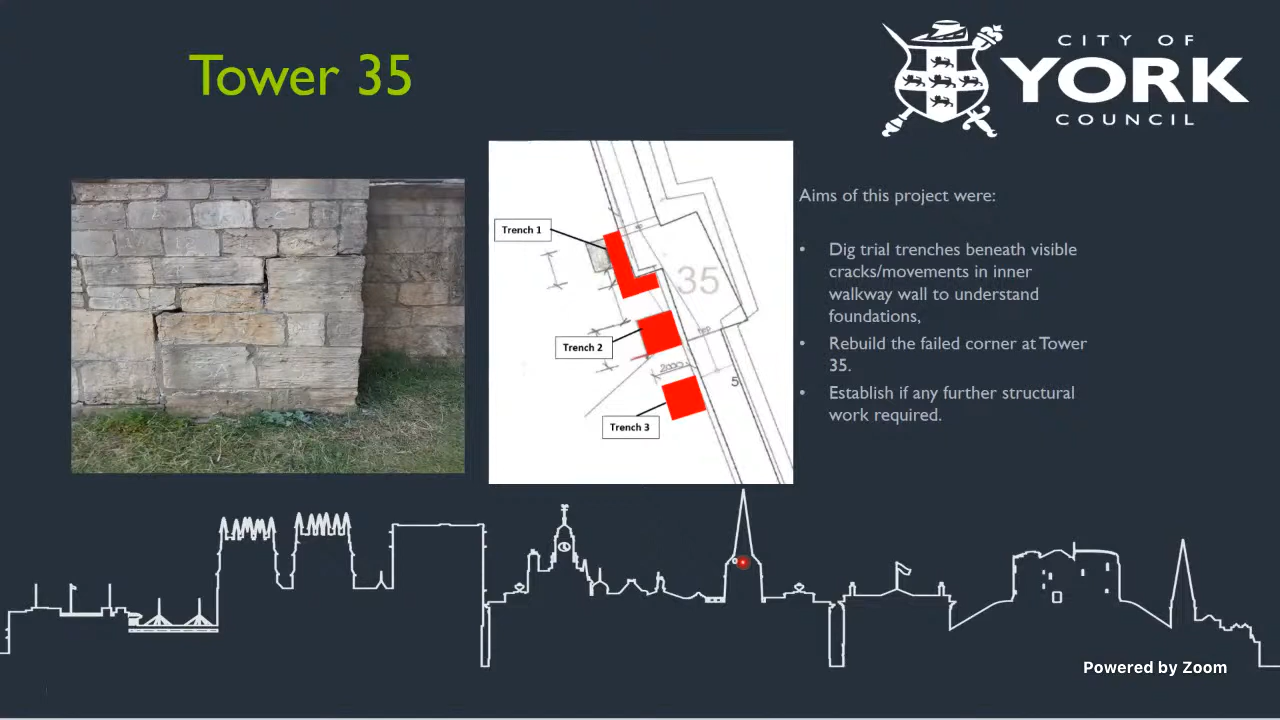 Tower 35
CITY OF
YORK
COUNCIL
Trench 1
35
Trench 2
2000
5
Trench 3
Aims of this project were:
• Dig trial trenches beneath visible
cracks/movements in inner
walkway wall to understand
foundations,
• Rebuild the failed corner at Tower
35.
• Establish if any further structural
work required.
Powered by Zoom